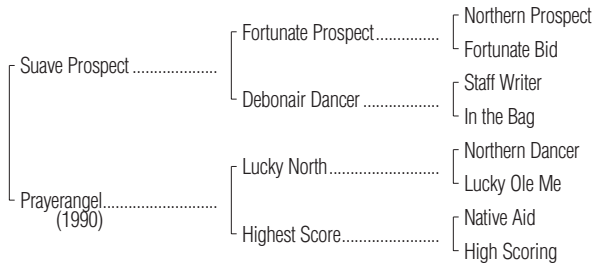 Northern Prospect
Fortunate Prospect...............
Fortunate Bid
Suave Prospect ....................
Staff Writer
Debonair Dancer ..................
In the Bag
Northern Dancer
Lucky North..........................
Lucky Ole Me
Prayerangel...........................
(1990)
Native Aid
Highest Score.......................
High Scoring